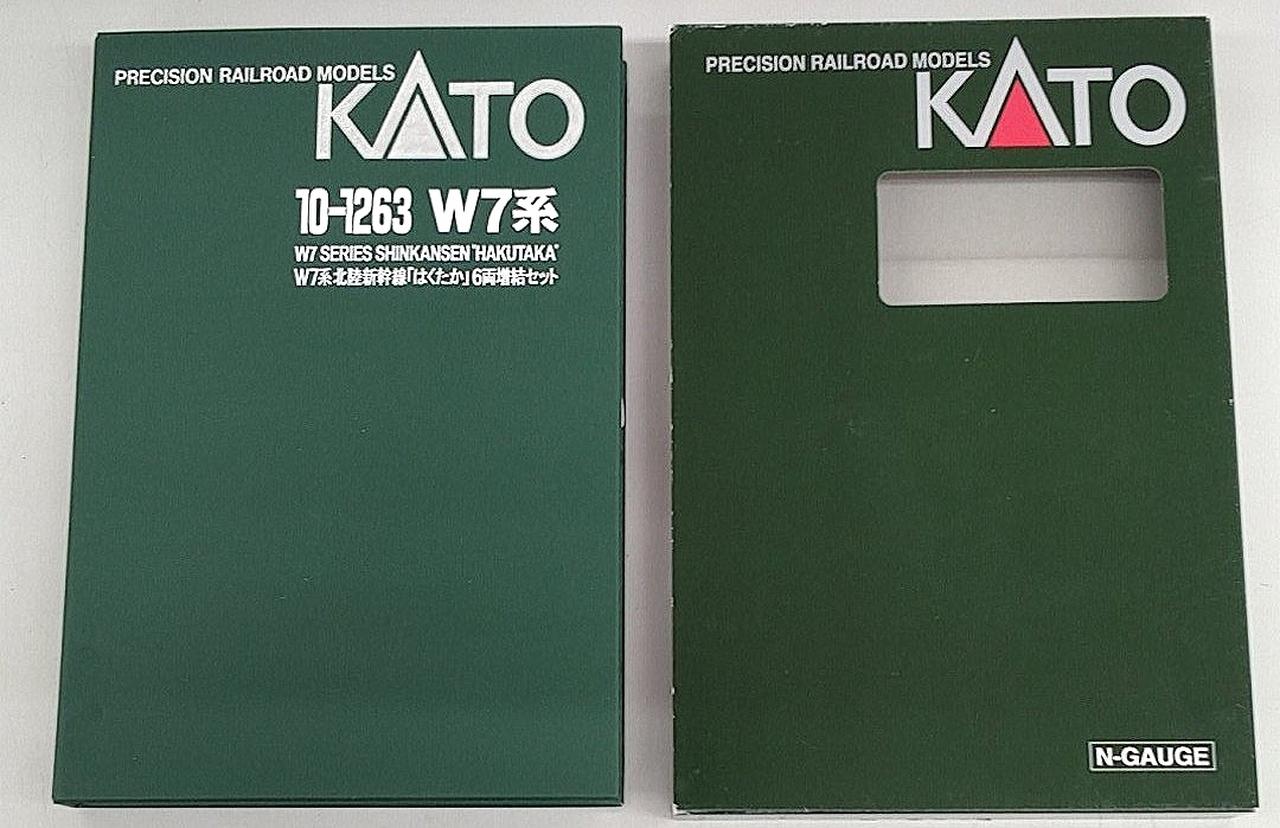 PRECISION RAILROAD MODELS
KATO
10-1263 W7系
W7 SERIES SHINKANSEN "HAKUTAKA"
W7系北陸新幹線「はくたか」6両増結セット
PRECISION RAILROAD MODELS
KATO
N-GAUGE